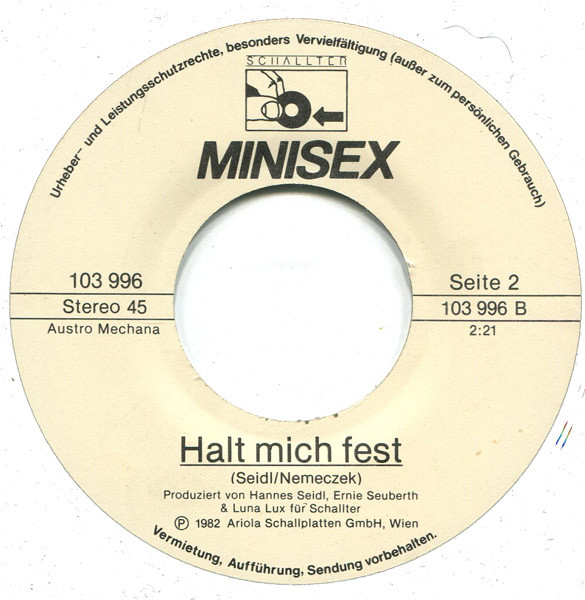 Urheber- und Leistungsschutzrechte, besonders Vervielfältigung (außer zum persönlichen Gebrauch)
SCHALLTER
MINISEX
103 996
Stereo 45
Austro Mechana
Seite 2
103 996 B
2:21
Halt mich fest
(Seidl/Nemeczek)
Produziert von Hannes Seidl, Ernie Seuberth
& Luna Lux für Schallter
Ⓟ 1982 Ariola Schallplatten GmbH, Wien
Vermietung, Aufführung, Sendung vorbehalten.